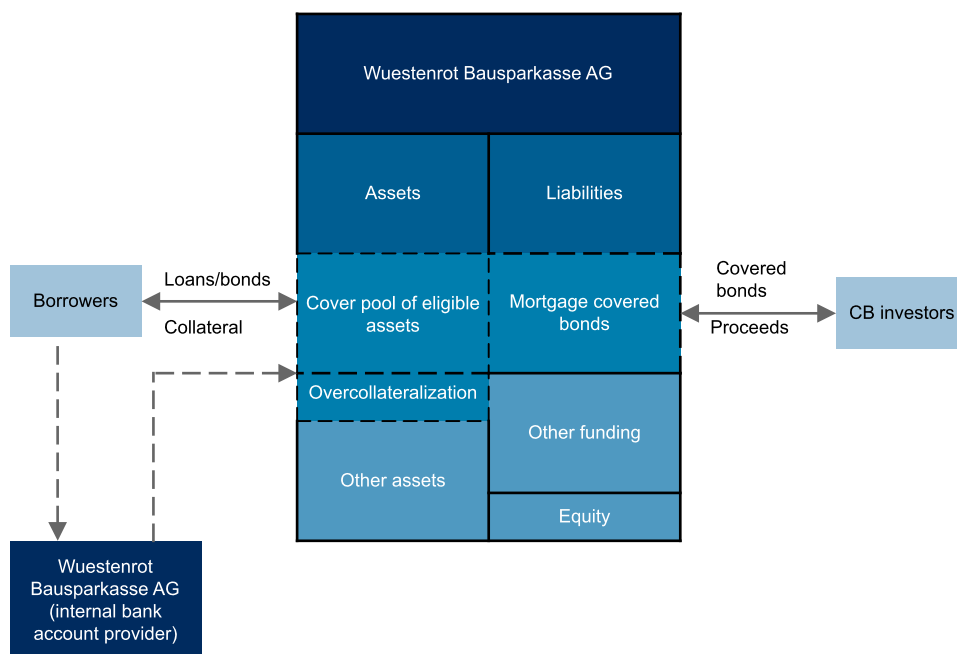 Wuestenrot Bausparkasse AG
Assets
Liabilities
Borrowers
Loans/bonds
Collateral
Cover pool of eligible
assets
Mortgage covered
bonds
Covered
bonds
Proceeds
CB investors
Overcollateralization
Other funding
Other assets
Equity
Wuestenrot
Bausparkasse AG
(internal bank
account provider)